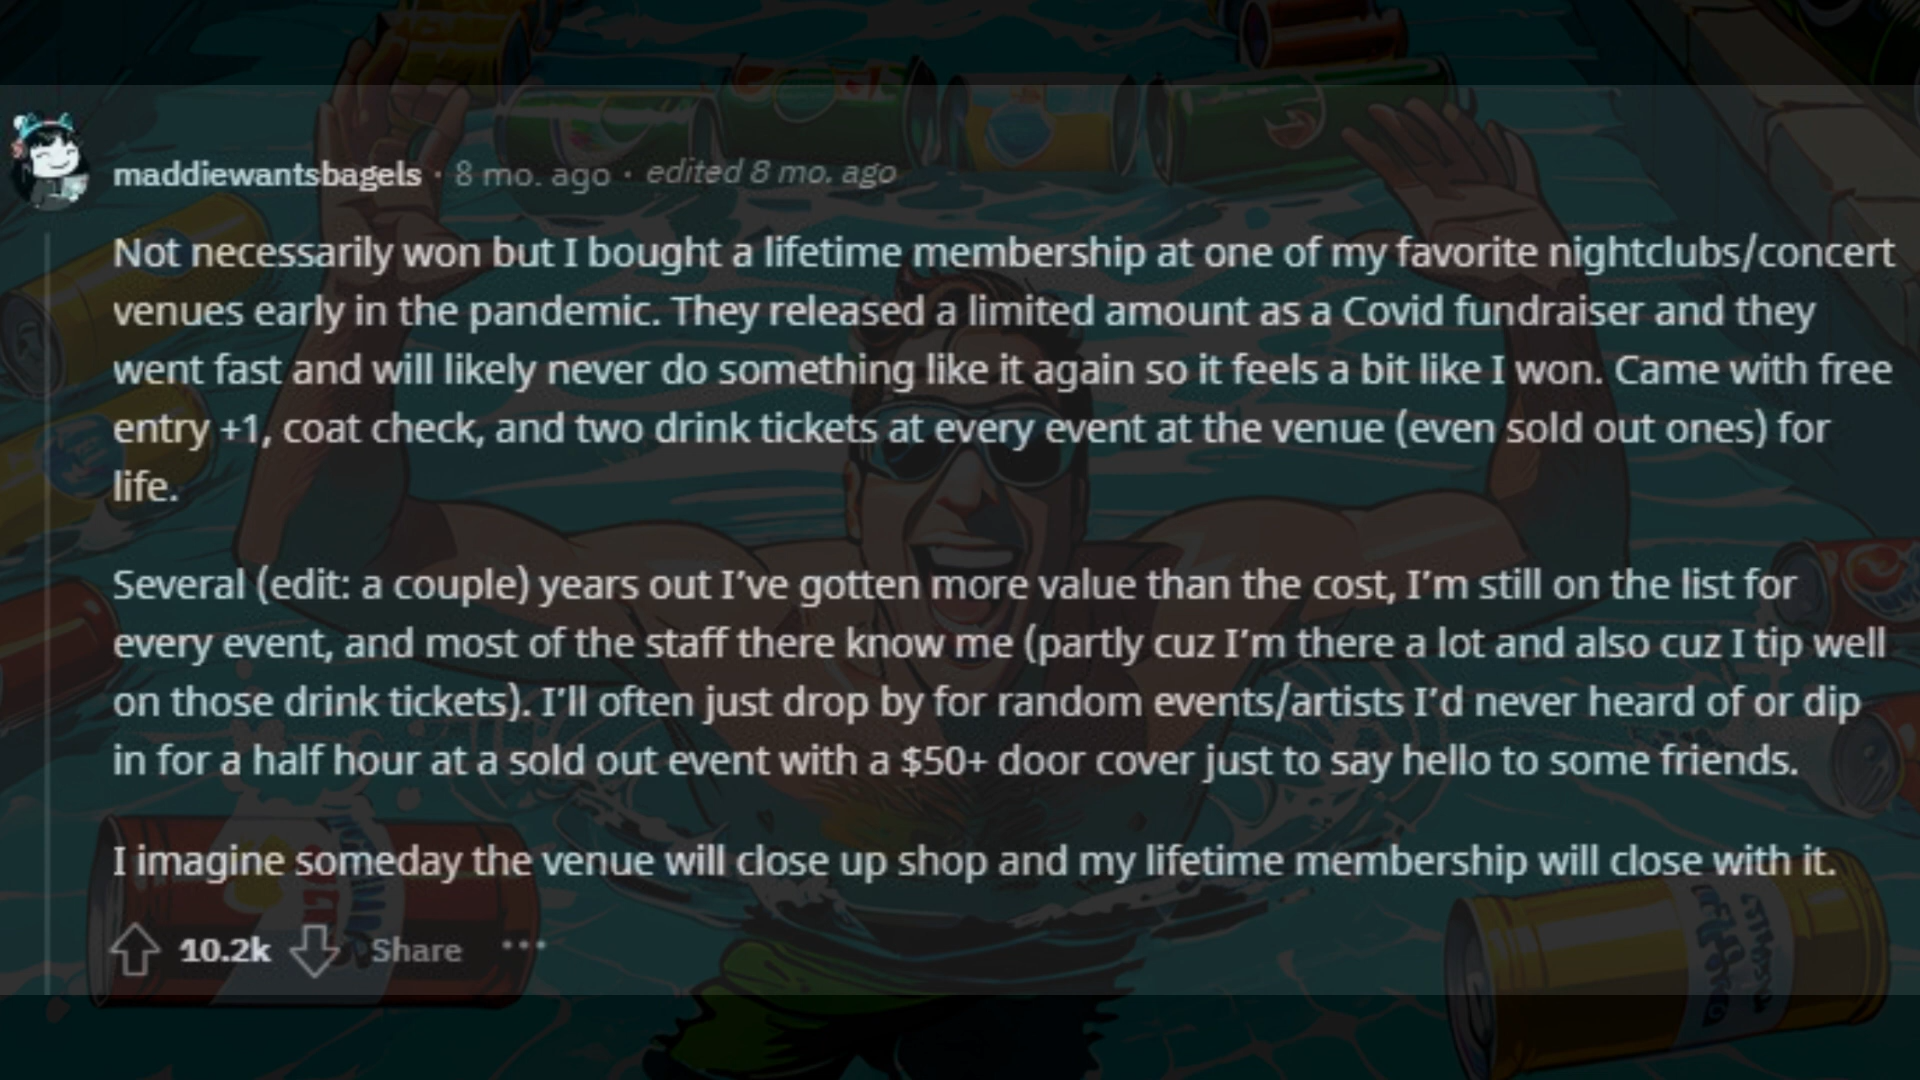 maddiewantsbagels · 8 mo. ago · edited 8 mo. ago
Not necessarily won but I bought a lifetime membership at one of my favorite nightclubs/concert
venues early in the pandemic. They released a limited amount as a Covid fundraiser and they
went fast and will likely never do something like it again so it feels a bit like I won. Came with free
entry +1, coat check, and two drink tickets at every event at the venue (even sold out ones) for
life.
Several (edit: a couple) years out I’ve gotten more value than the cost, I’m still on the list for
every event, and most of the staff there know me (partly cuz I’m there a lot and also cuz I tip well
on those drink tickets). I’ll often just drop by for random events/artists I’d never heard of or dip
in for a half hour at a sold out event with a $50+ door cover just to say hello to some friends.
I imagine someday the venue will close up shop and my lifetime membership will close with it.
10.2k Share ···